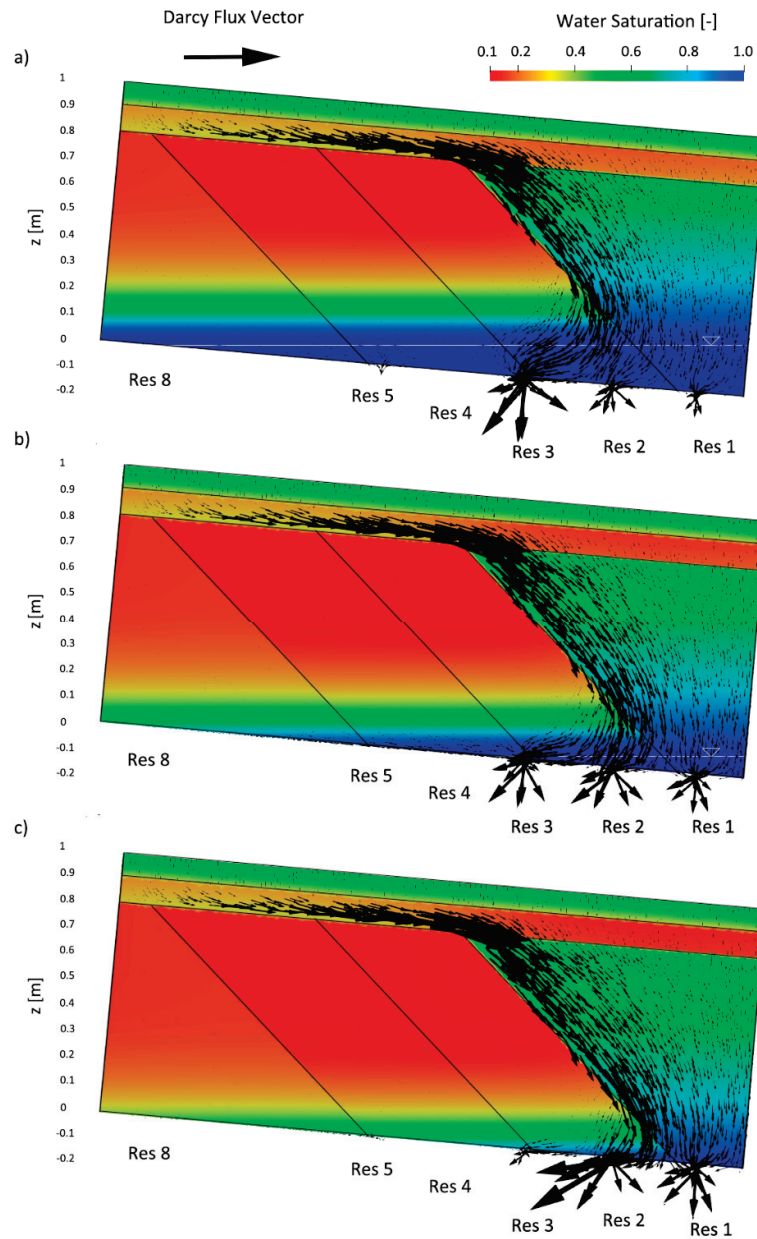 Darcy Flux Vector
Water Saturation [-]
0.1 0.2 0.4 0.6 0.8 1.0
a)
1
0.9
0.8
0.7
0.6
0.5
0.4
0.3
0.2
0.1
0
-0.1
-0.2
z [m]
Res 8
Res 5
Res 4
Res 3
Res 2
Res 1
b)
1
0.9
0.8
0.7
0.6
0.5
0.4
0.3
0.2
0.1
0
-0.1
-0.2
z [m]
Res 8
Res 5
Res 4
Res 3
Res 2
Res 1
c)
1
0.9
0.8
0.7
0.6
0.5
0.4
0.3
0.2
0.1
0
-0.1
-0.2
z [m]
Res 8
Res 5
Res 4
Res 3
Res 2
Res 1